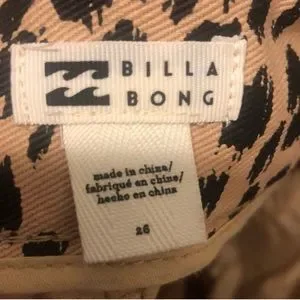 BILLA
BONG
made in china/
fabriqué en chine/
hecho en china
26